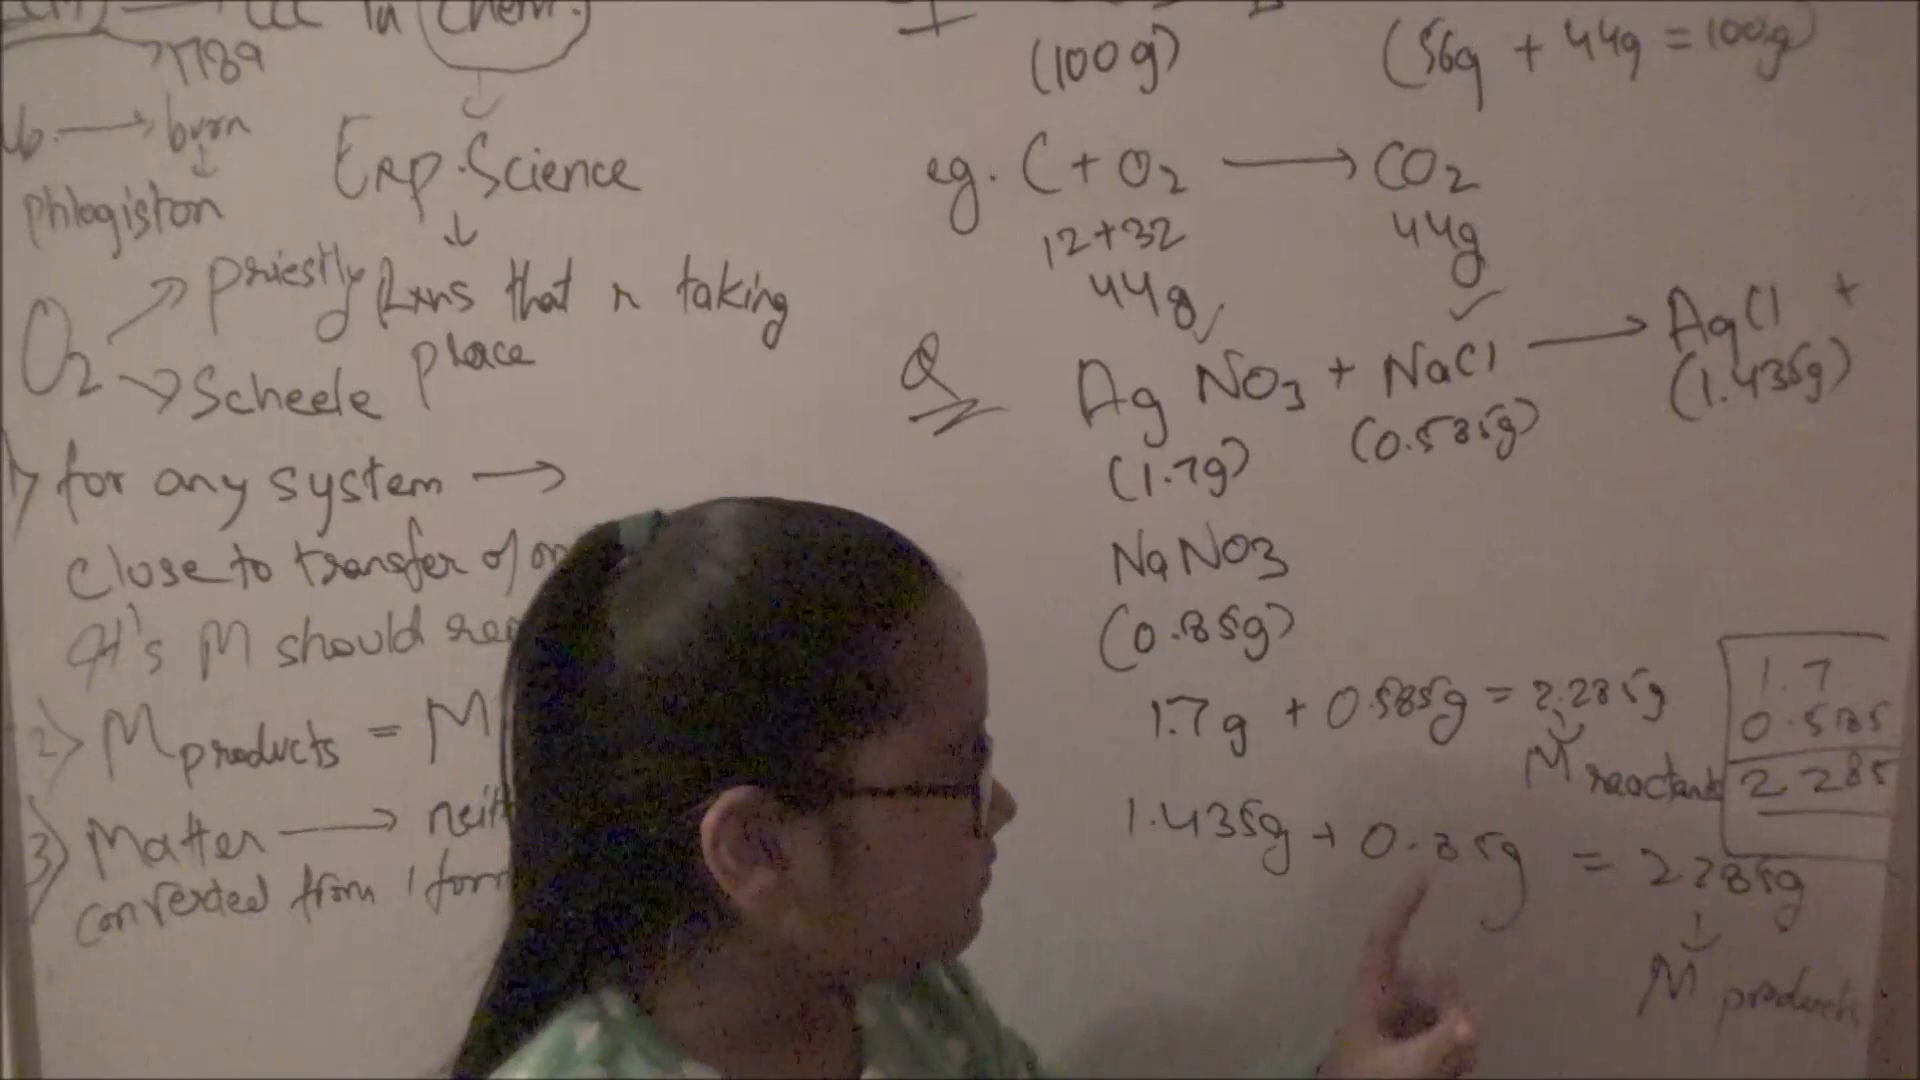 in Chem.
1789
burn
Phlogiston
Exp. Science
Rxns that r taking
place
O2
Priestly
Scheele
1) for any system →
close to transfer of
It's M should
2) M products = M
3) Matter →
converted from 1 form
(100g)
(56g + 44g = 100g)
eg. C + O2 → CO2
12+32
44g
44g
Q
AgNO3 + NaCl → AgCl +
(1.7g)
(0.585g)
(1.435g)
NaNO3
(0.85g)
1.7g + 0.585g = 2.285g
M reactants
1.7
0.585
2.285
1.435g + 0.85g = 2.285g
M products